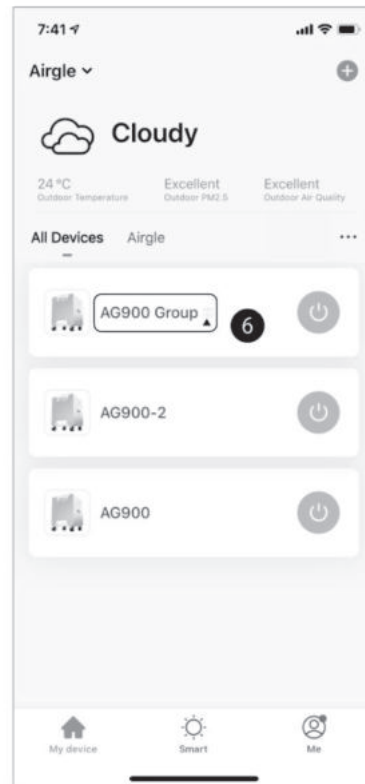 7:41
Airgle
Cloudy
24 °C Excellent Excellent
Outdoor Temperature Outdoor PM2.5 Outdoor Air Quality
All Devices Airgle ...
AG900 Group 6
AG900-2
AG900
My device Smart Me